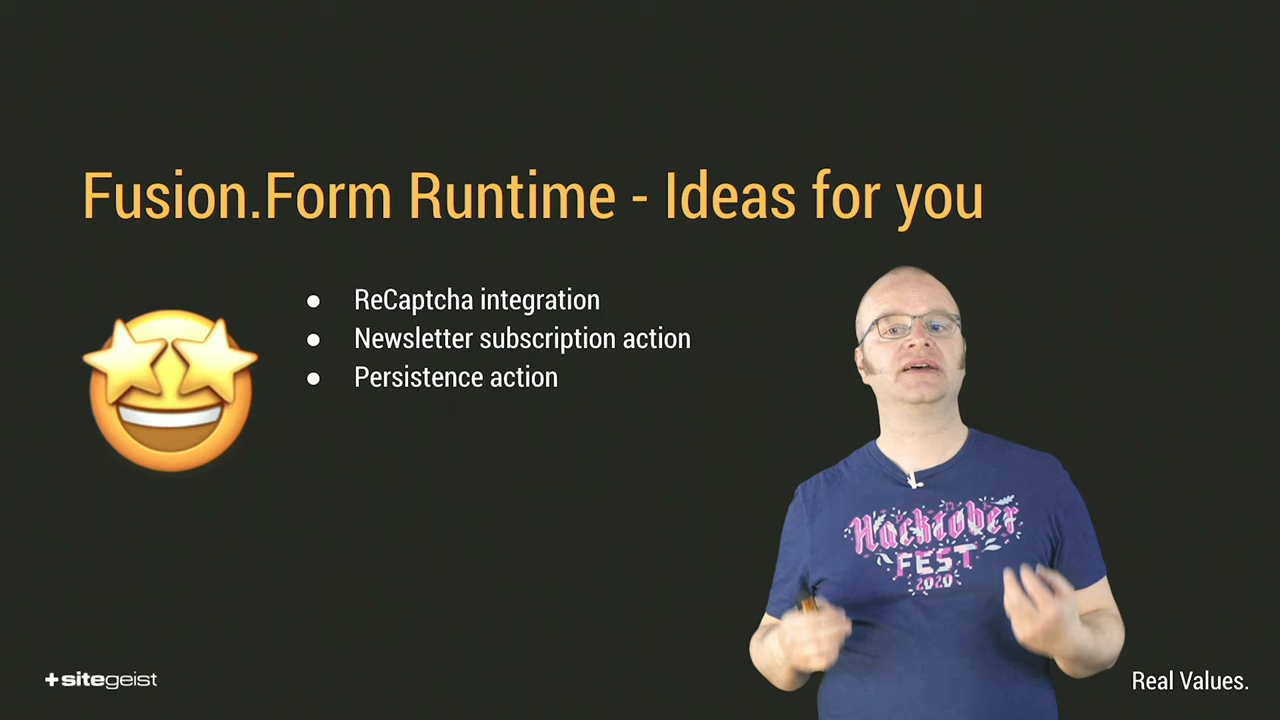 Fusion.Form Runtime - Ideas for you
● ReCaptcha integration
● Newsletter subscription action
● Persistence action
Hacktober
FEST
2020
+sitegeist
Real Values.